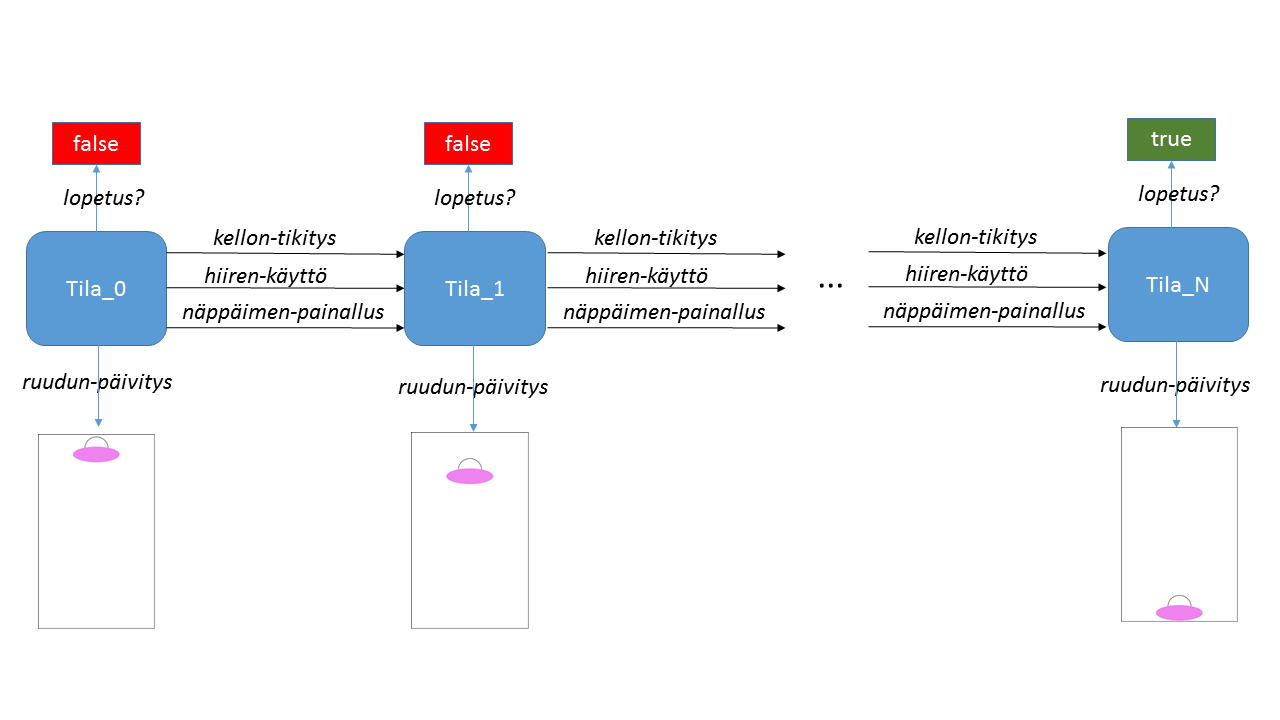 false
false
true
lopetus?
lopetus?
lopetus?
kellon-tikitys
kellon-tikitys
kellon-tikitys
Tila_0
hiiren-käyttö
Tila_1
hiiren-käyttö
...
hiiren-käyttö
Tila_N
näppäimen-painallus
näppäimen-painallus
näppäimen-painallus
ruudun-päivitys
ruudun-päivitys
ruudun-päivitys